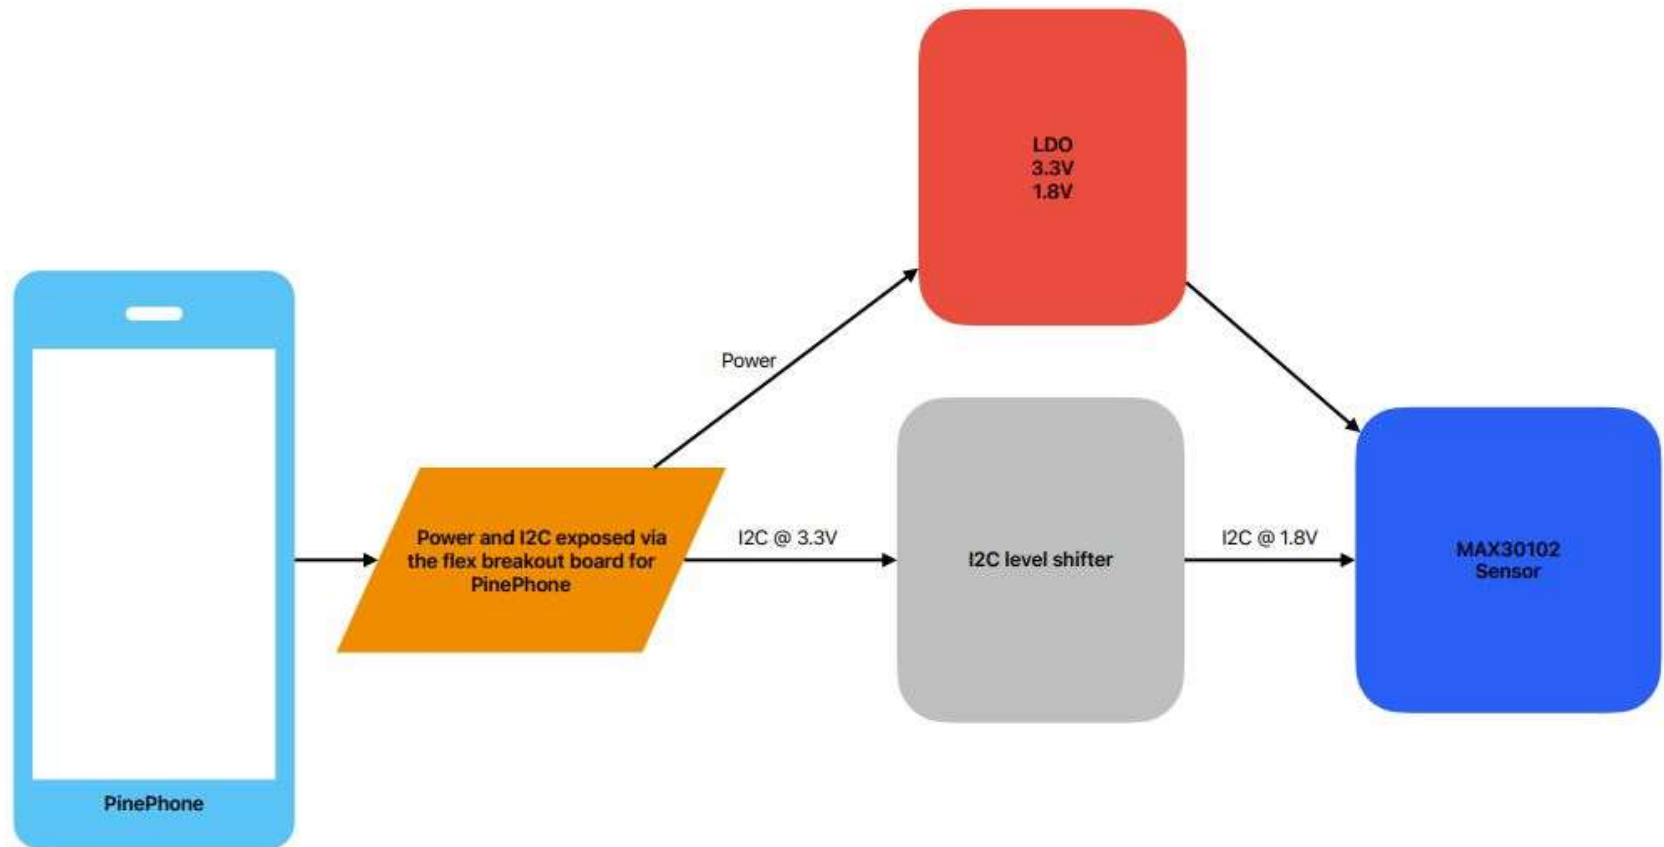 LDO
3.3V
1.8V
Power
Power and I2C exposed via
the flex breakout board for
PinePhone
I2C @ 3.3V
I2C level shifter
I2C @ 1.8V
MAX30102
Sensor
PinePhone